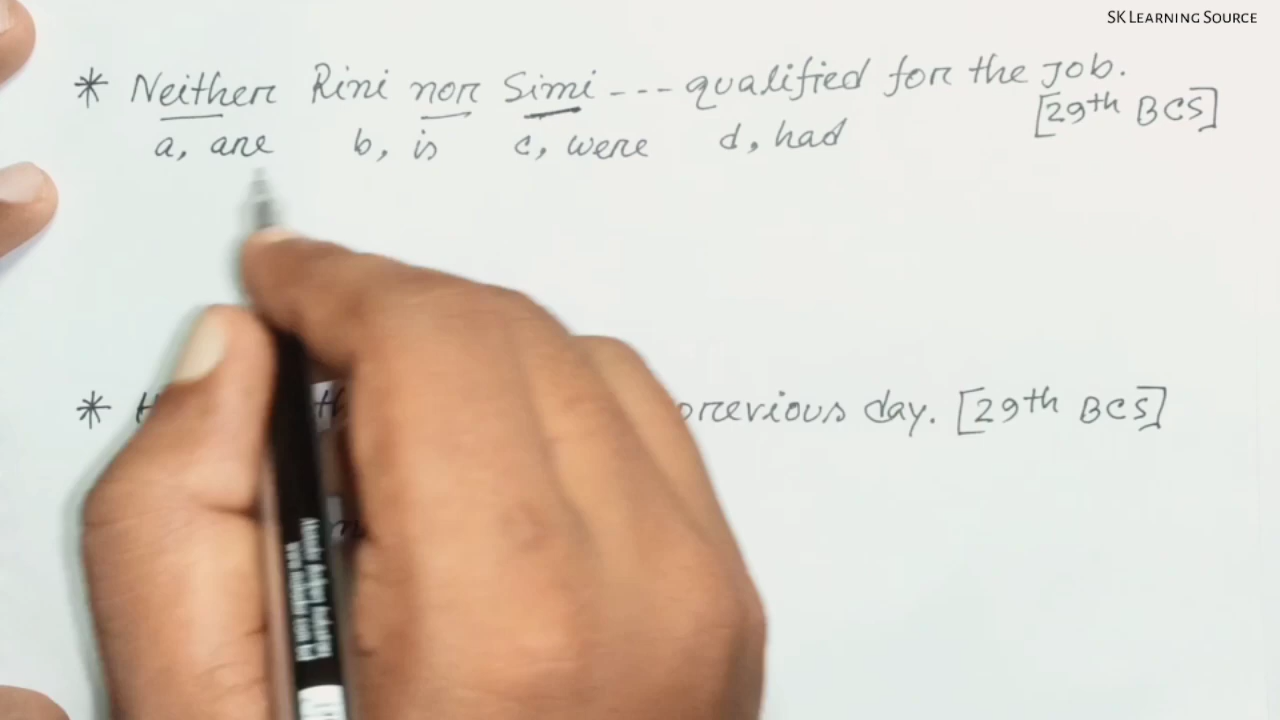 SK Learning Source
* Neither Rini nor Simi --- qualified for the job.
[29th BCS]
a, are b, is c, were d, had
* previous day. [29th BCS]